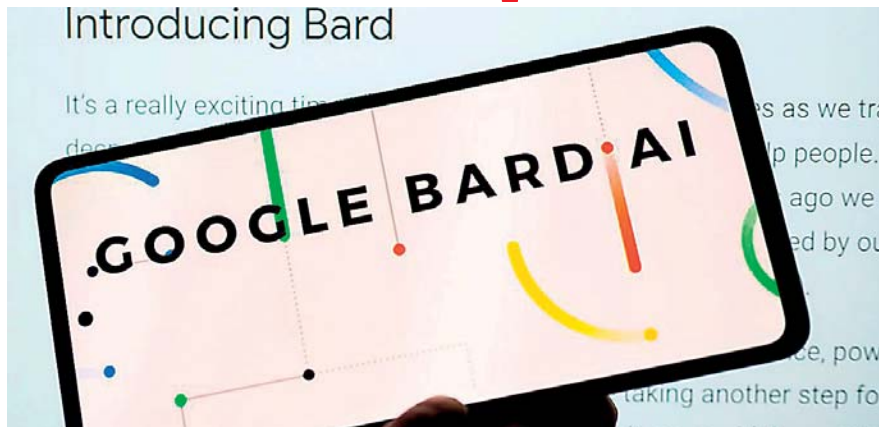 Introducing Bard
It's a really exciting
es as we tra
p people.
GOOGLE BARD AI
ago we
ed by ou
ce, pow
taking another step fo